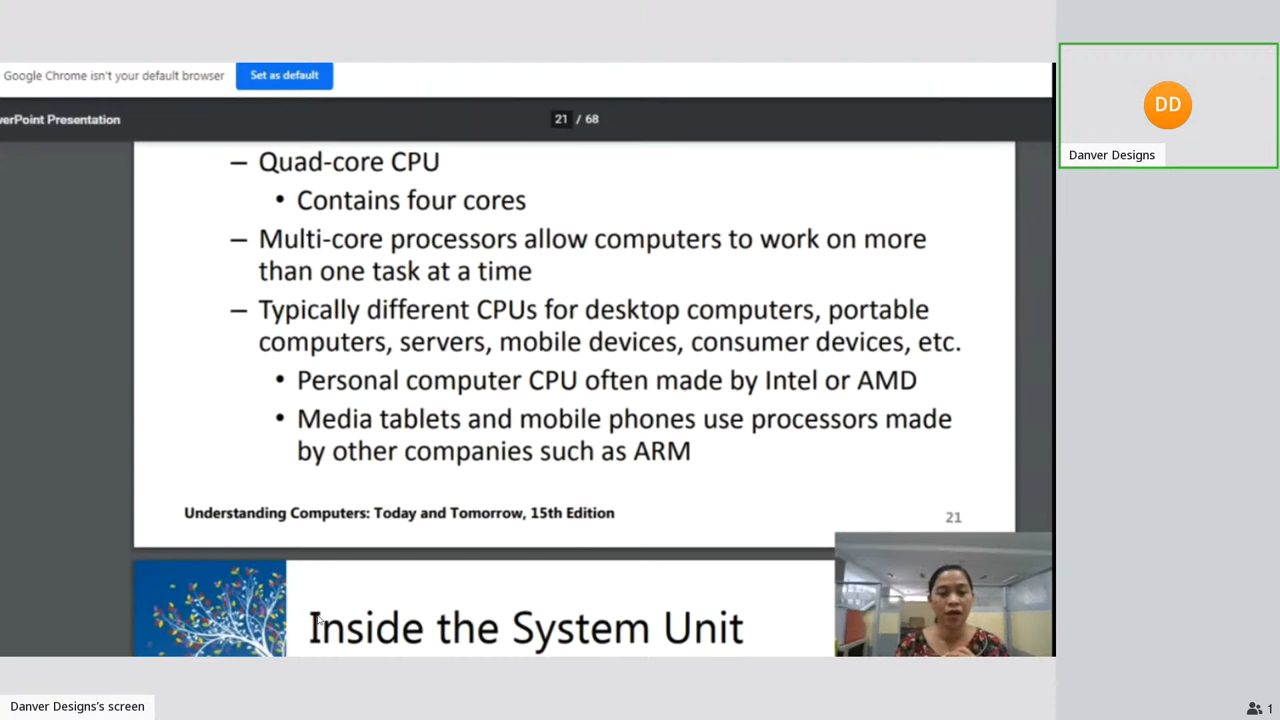 Google Chrome isn't your default browser Set as default
verPoint Presentation 21 / 68
– Quad-core CPU
• Contains four cores
– Multi-core processors allow computers to work on more
than one task at a time
– Typically different CPUs for desktop computers, portable
computers, servers, mobile devices, consumer devices, etc.
• Personal computer CPU often made by Intel or AMD
• Media tablets and mobile phones use processors made
by other companies such as ARM
Understanding Computers: Today and Tomorrow, 15th Edition 21
Inside the System Unit
DD
Danver Designs
Danver Designs's screen
1